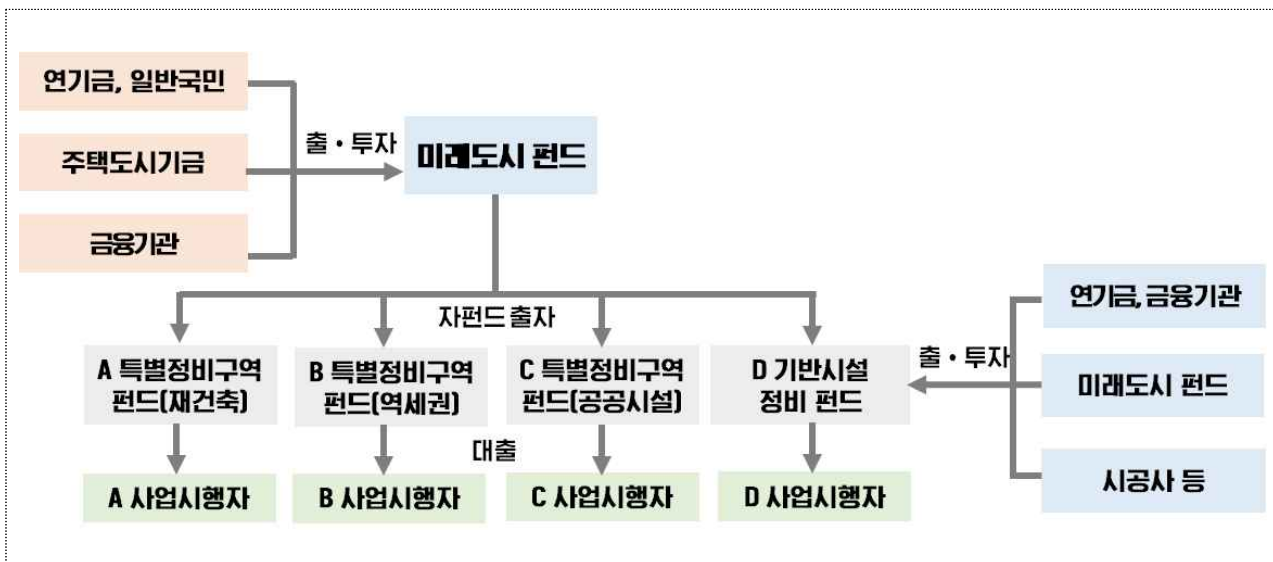 연기금, 일반국민
주택도시기금
금융기관
출·투자
미래도시 펀드
자펀드 출자
A 특별정비구역
펀드(재건축)
B 특별정비구역
펀드(역세권)
C 특별정비구역
펀드(공공시설)
D 기반시설
정비 펀드
대출
A 사업시행자
B 사업시행자
C 사업시행자
D 사업시행자
출·투자
연기금,금융기관
미래도시 펀드
시공사 등